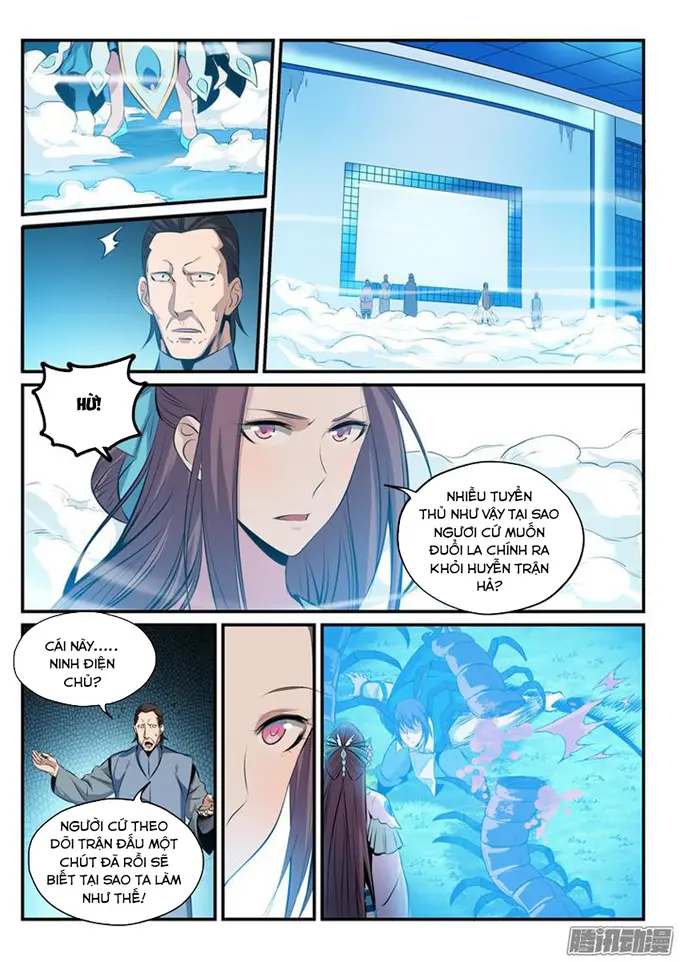 HỪ!
NHIỀU TUYỂN
THỦ NHƯ VẬY TẠI SAO
NGƯƠI CỨ MUỐN
ĐUỔI LA CHÍNH RA
KHỎI HUYỄN TRẬN
HẢ?
CÁI NÀY.....
NINH ĐIỆN
CHỦ?
NGƯỜI CỨ THEO
DÕI TRẬN ĐẤU MỘT
CHÚT ĐÃ RỒI SẼ
BIẾT TẠI SAO TA LÀM
NHƯ THẾ!
腾讯动漫